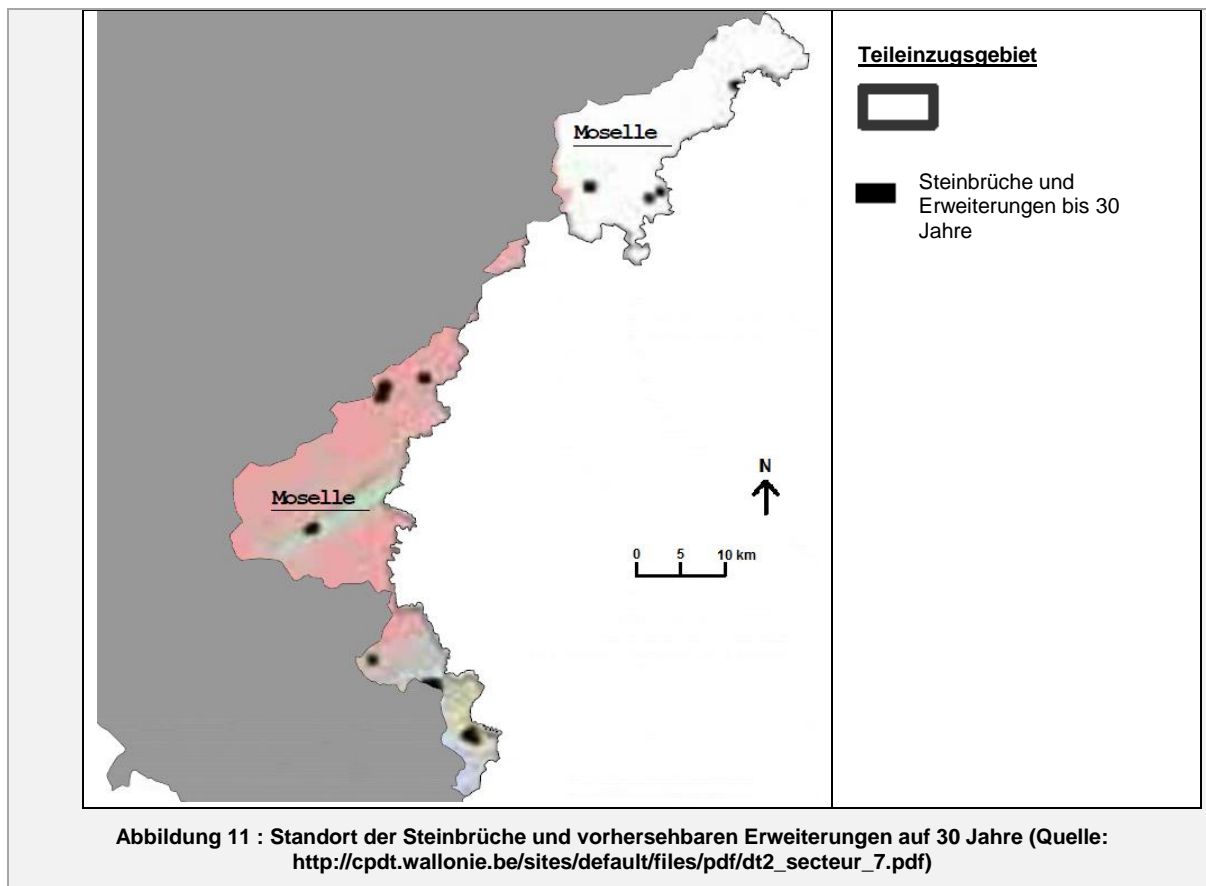 Moselle
Moselle
N
0 5 10 km
Teileinzugsgebiet
Steinbrüche und
Erweiterungen bis 30
Jahre
Abbildung 11 : Standort der Steinbrüche und vorhersehbaren Erweiterungen auf 30 Jahre (Quelle:
http://cpdt.wallonie.be/sites/default/files/pdf/dt2_secteur_7.pdf)